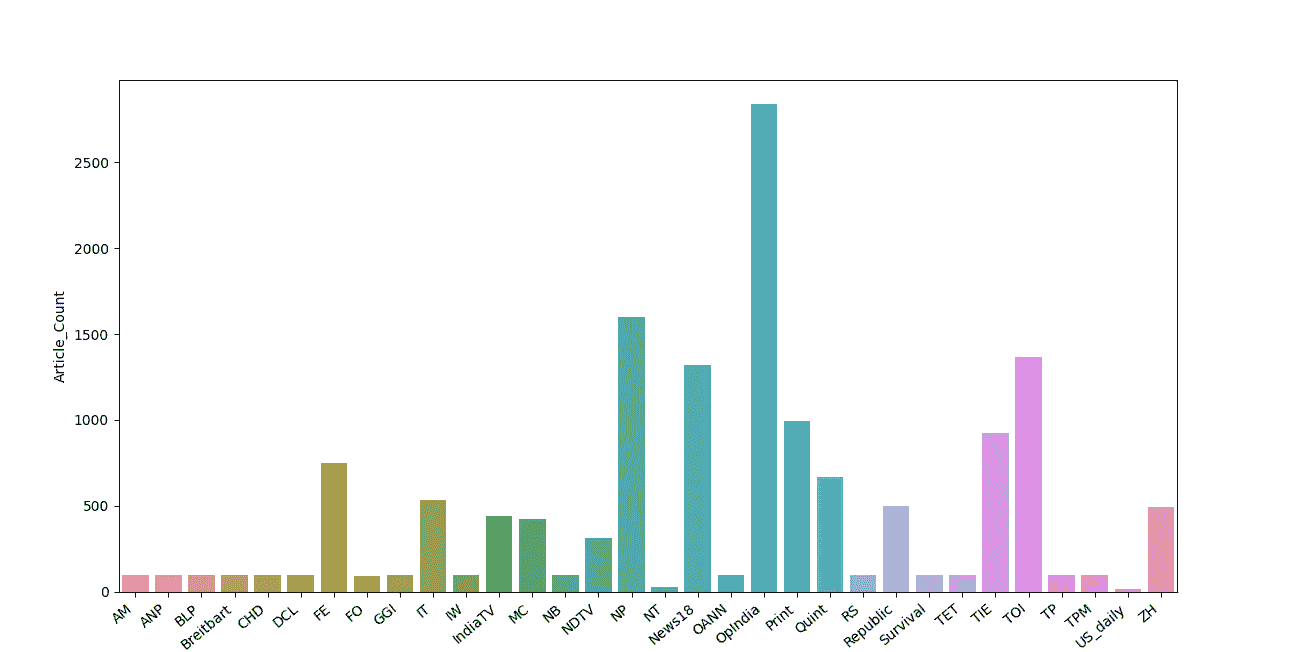 2500
2000
1500
1000
500
0
Article_Count
AM
ANP
BLP
Breitbart
CHD
DCL
FE
FO
GGI
IT
IW
IndiaTV
MC
NB
NDTV
NP
NT
News18
OANN
OpIndia
Print
Quint
RS
Republic
Survival
TET
TIE
TOI
TP
TPM
US_daily
ZH